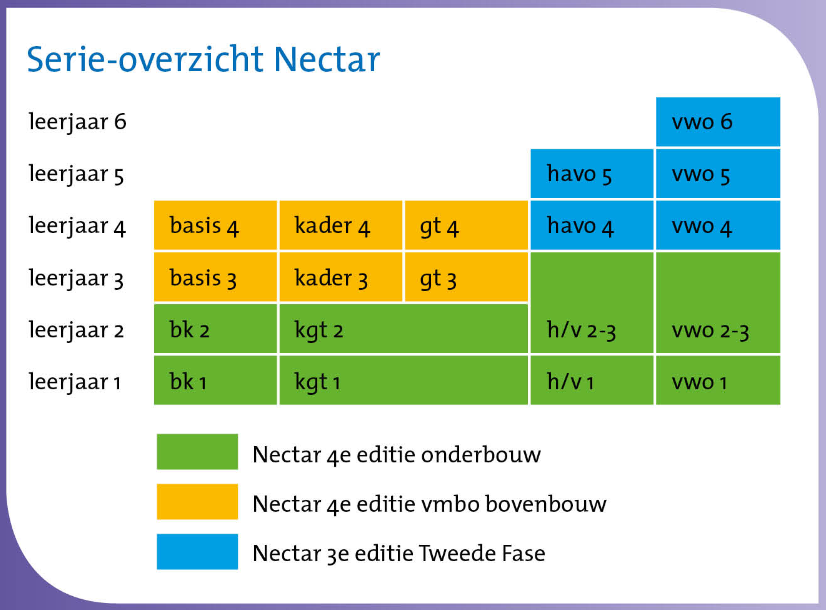 Serie-overzicht Nectar
leerjaar 6 vwo 6
leerjaar 5 havo 5 vwo 5
leerjaar 4 basis 4 kader 4 gt 4 havo 4 vwo 4
leerjaar 3 basis 3 kader 3 gt 3
leerjaar 2 bk 2 kgt 2 h/v 2-3 vwo 2-3
leerjaar 1 bk 1 kgt 1 h/v 1 vwo 1
Nectar 4e editie onderbouw
Nectar 4e editie vmbo bovenbouw
Nectar 3e editie Tweede Fase